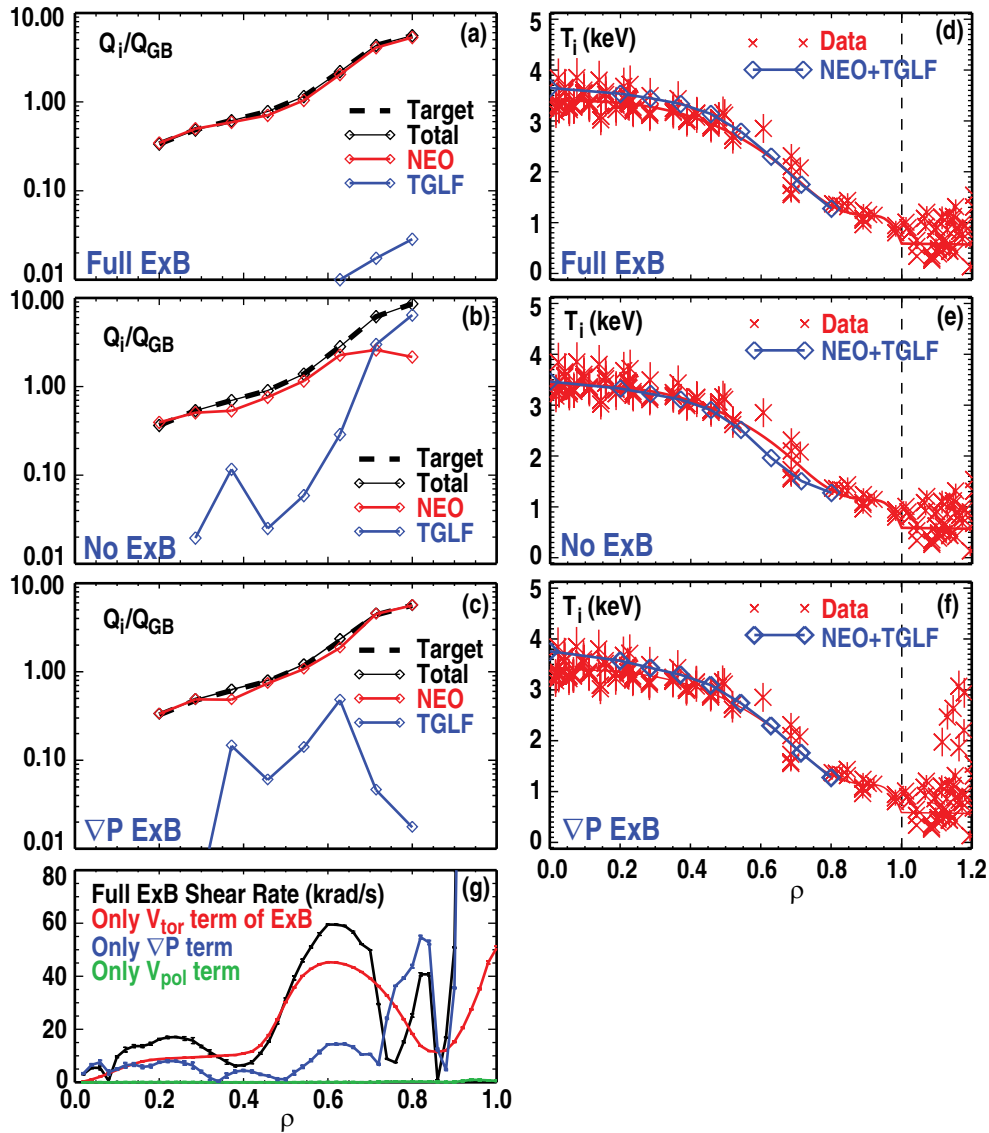 Q_i/Q_GB
(a)
10.00
1.00
0.10
0.01
Target
Total
NEO
TGLF
Full ExB
T_i (keV)
(d)
5
4
3
2
1
0
Data
NEO+TGLF
Full ExB
Q_i/Q_GB
(b)
10.00
1.00
0.10
0.01
Target
Total
NEO
TGLF
No ExB
T_i (keV)
(e)
5
4
3
2
1
0
Data
NEO+TGLF
No ExB
Q_i/Q_GB
(c)
10.00
1.00
0.10
0.01
Target
Total
NEO
TGLF
∇P ExB
T_i (keV)
(f)
5
4
3
2
1
0
Data
NEO+TGLF
∇P ExB
0.0 0.2 0.4 0.6 0.8 1.0 1.2
ρ
80
60
40
20
0
Full ExB Shear Rate (krad/s)
(g)
Only V_tor term of ExB
Only ∇P term
Only V_pol term
0.0 0.2 0.4 0.6 0.8 1.0
ρ